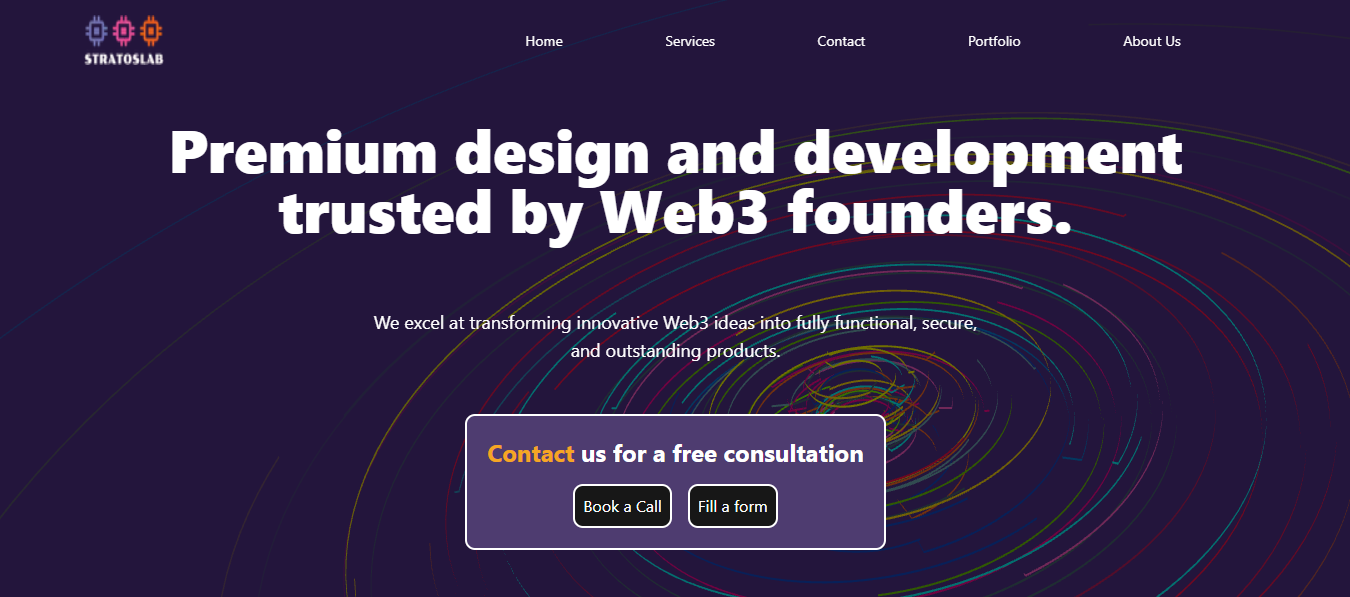 STRATOSLAB
Home Services Contact Portfolio About Us
Premium design and development
trusted by Web3 founders.
We excel at transforming innovative Web3 ideas into fully functional, secure,
and outstanding products.
Contact us for a free consultation
Book a Call Fill a form